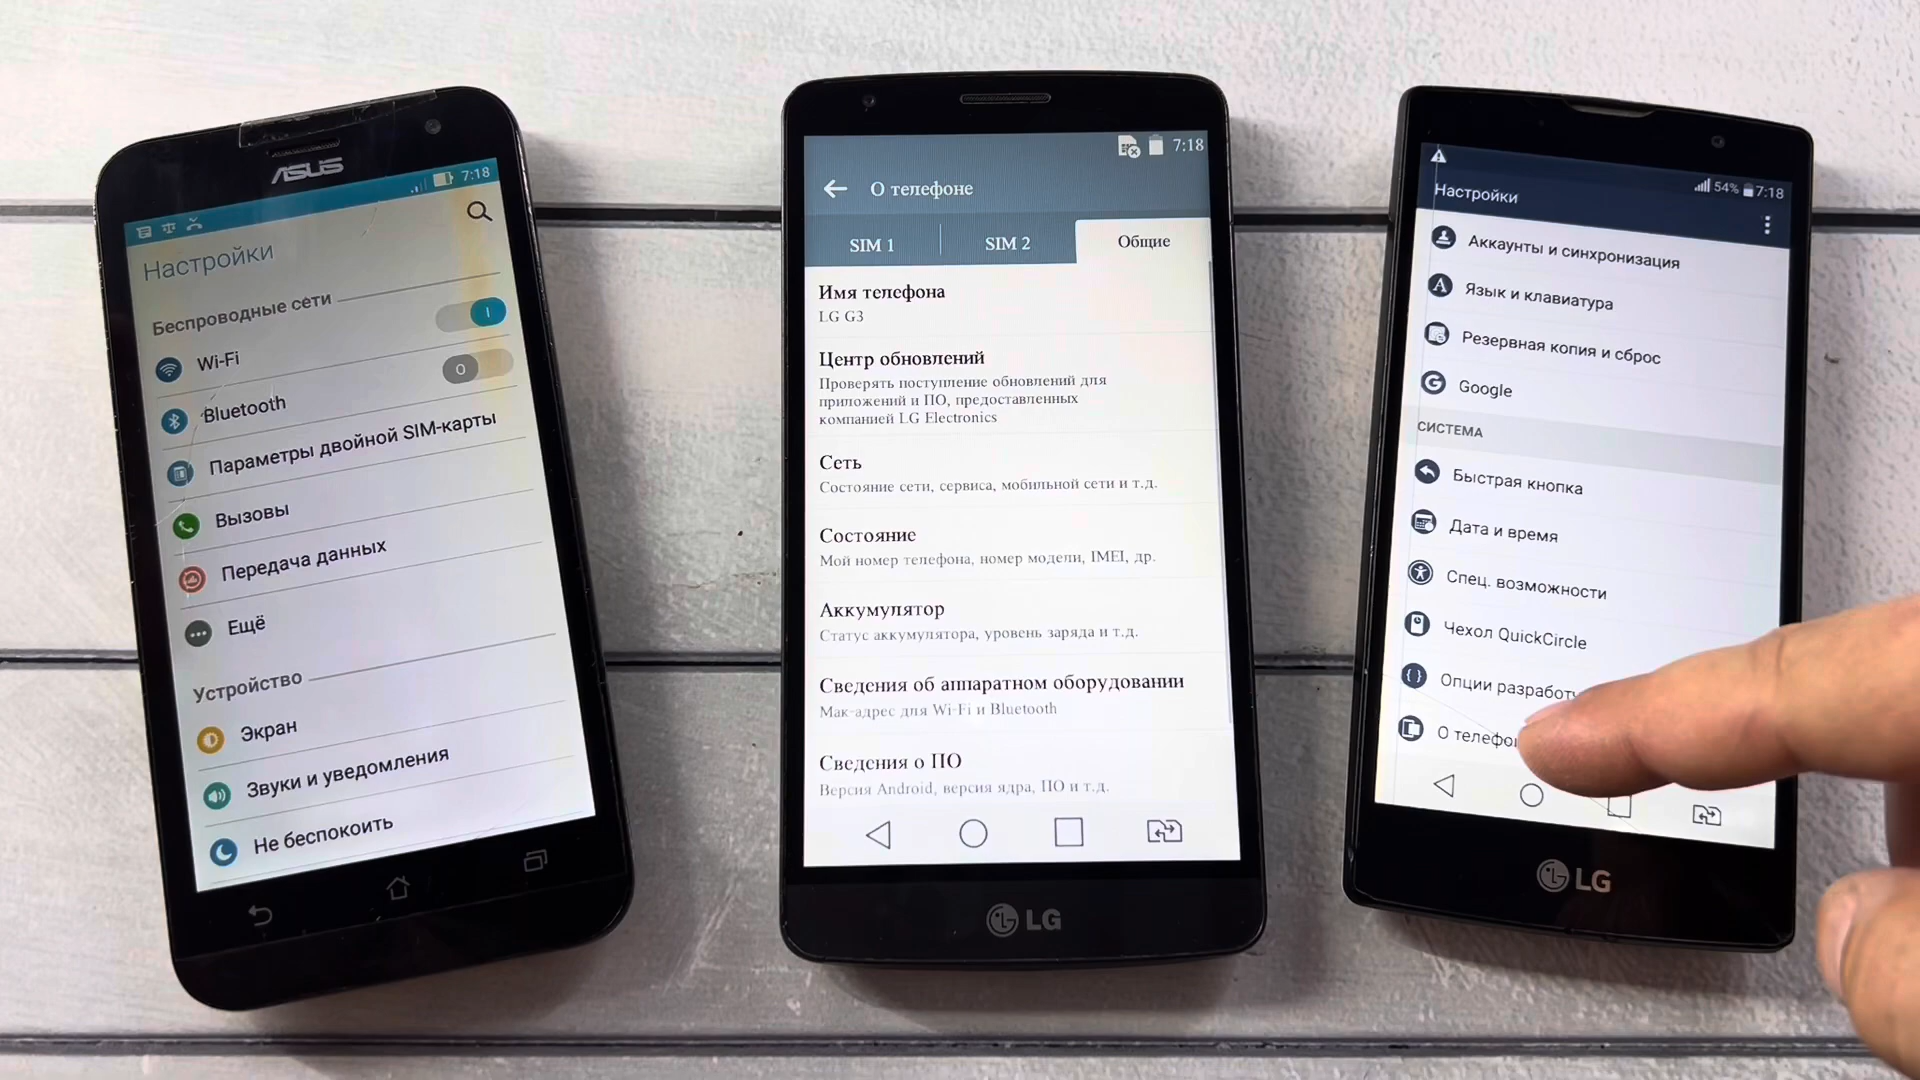 ASUS
7:18
Настройки
Беспроводные сети
Wi-Fi
Bluetooth
Параметры двойной SIM-карты
Вызовы
Передача данных
Ещё
Устройство
Экран
Звуки и уведомления
Не беспокоить
7:18
О телефоне
SIM 1
SIM 2
Общие
Имя телефона
LG G3
Центр обновлений
Проверять поступление обновлений для
приложений и ПО, предоставленных
компанией LG Electronics
Сеть
Состояние сети, сервиса, мобильной сети и т.д.
Состояние
Мой номер телефона, номер модели, IMEI, др.
Аккумулятор
Статус аккумулятора, уровень заряда и т.д.
Сведения об аппаратном оборудовании
Мак-адрес для Wi-Fi и Bluetooth
Сведения о ПО
Версия Android, версия ядра, ПО и т.д.
LG
54% 7:18
Настройки
Аккаунты и синхронизация
Язык и клавиатура
Резервная копия и сброс
Google
СИСТЕМА
Быстрая кнопка
Дата и время
Спец. возможности
Чехол QuickCircle
Опции
О
LG